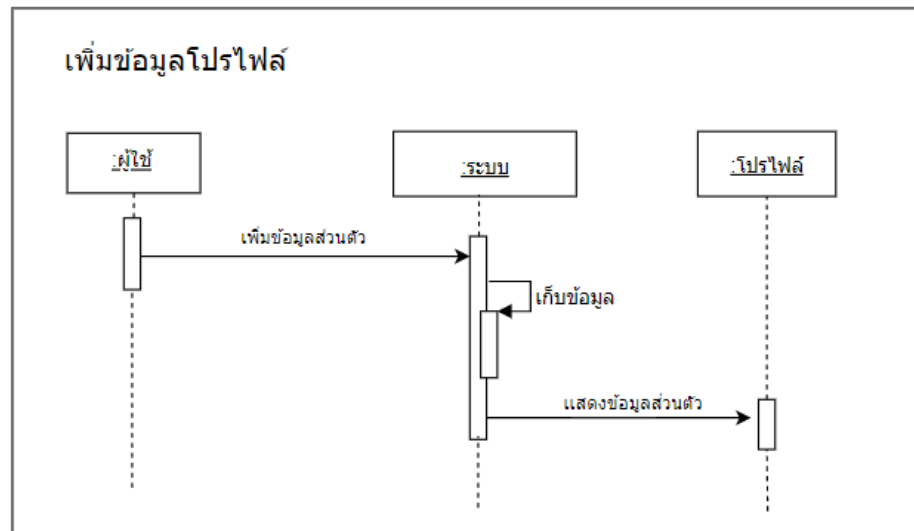 เพิ่มข้อมูลโปรไฟล์
:ผู้ใช้
:ระบบ
:โปรไฟล์
เพิ่มข้อมูลส่วนตัว
เก็บข้อมูล
แสดงข้อมูลส่วนตัว